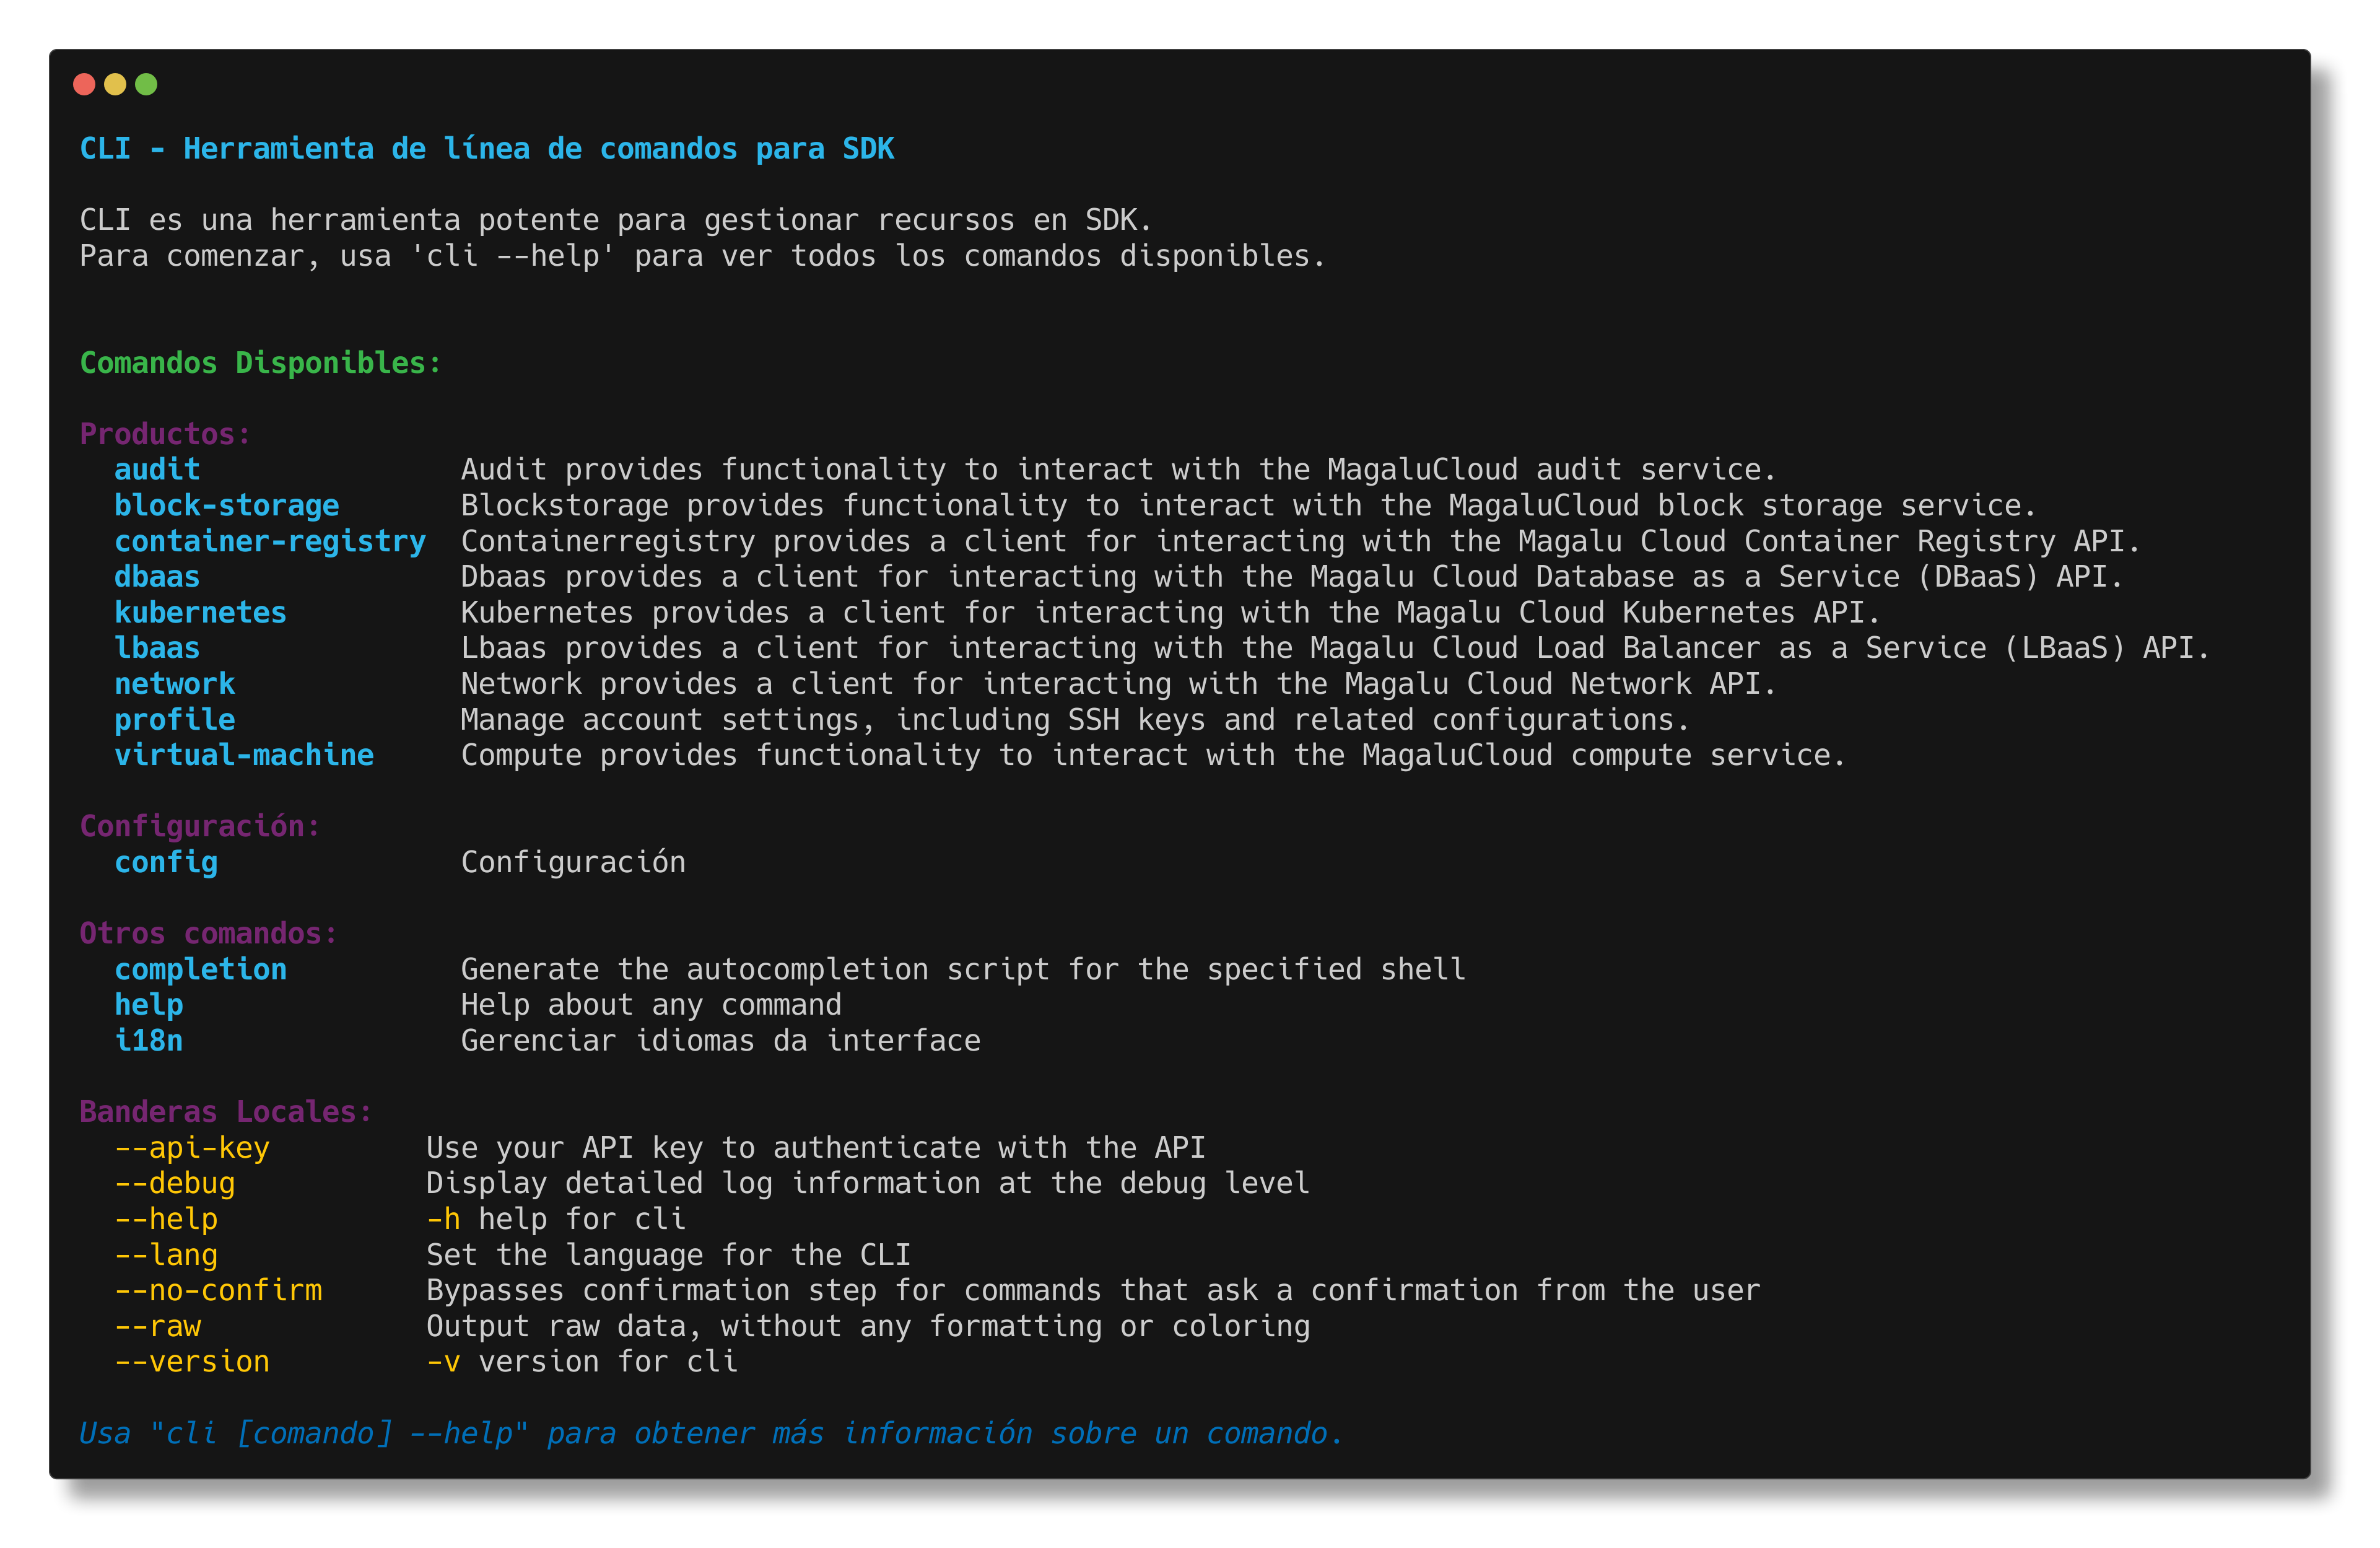 CLI - Herramienta de línea de comandos para SDK
CLI es una herramienta potente para gestionar recursos en SDK.
Para comenzar, usa 'cli --help' para ver todos los comandos disponibles.
Comandos Disponibles:
Productos:
audit Audit provides functionality to interact with the MagaluCloud audit service.
block-storage Blockstorage provides functionality to interact with the MagaluCloud block storage service.
container-registry Containerregistry provides a client for interacting with the Magalu Cloud Container Registry API.
dbaas Dbaas provides a client for interacting with the Magalu Cloud Database as a Service (DBaaS) API.
kubernetes Kubernetes provides a client for interacting with the Magalu Cloud Kubernetes API.
lbaas Lbaas provides a client for interacting with the Magalu Cloud Load Balancer as a Service (LBaaS) API.
network Network provides a client for interacting with the Magalu Cloud Network API.
profile Manage account settings, including SSH keys and related configurations.
virtual-machine Compute provides functionality to interact with the MagaluCloud compute service.
Configuración:
config Configuración
Otros comandos:
completion Generate the autocompletion script for the specified shell
help Help about any command
i18n Gerenciar idiomas da interface
Banderas Locales:
--api-key Use your API key to authenticate with the API
--debug Display detailed log information at the debug level
--help -h help for cli
--lang Set the language for the CLI
--no-confirm Bypasses confirmation step for commands that ask a confirmation from the user
--raw Output raw data, without any formatting or coloring
--version -v version for cli
Usa "cli [comando] --help" para obtener más información sobre un comando.